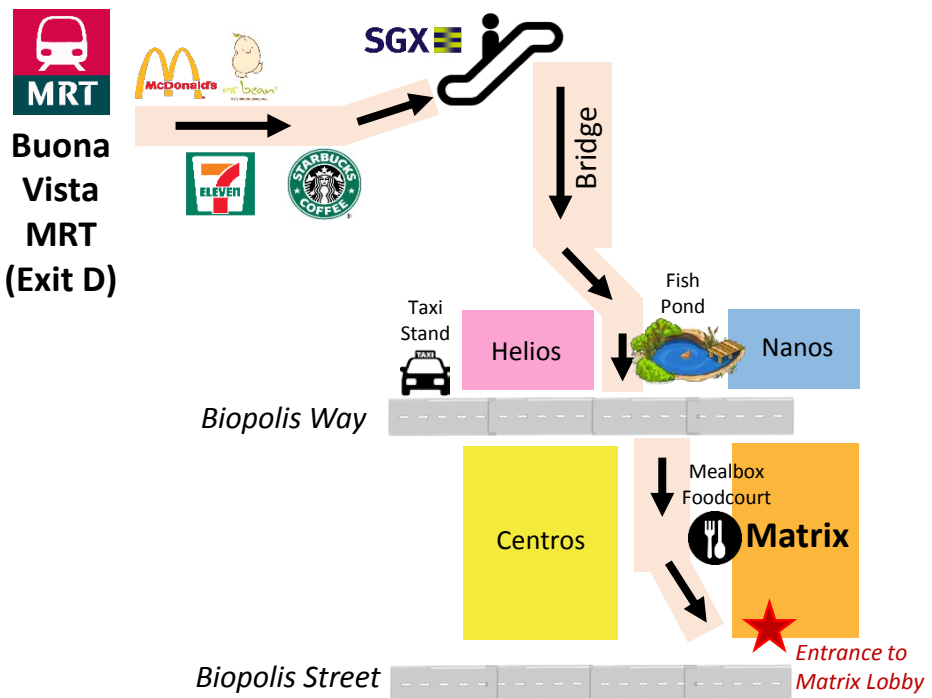 MRT
Buona
Vista
MRT
(Exit D)
McDonald's
mr bean
SGX
7
ELEVEN
STARBUCKS
COFFEE
Bridge
Taxi
Stand
TAXI
Helios
Fish
Pond
Nanos
Biopolis Way
Centros
Mealbox
Foodcourt
Matrix
Entrance to
Matrix Lobby
Biopolis Street